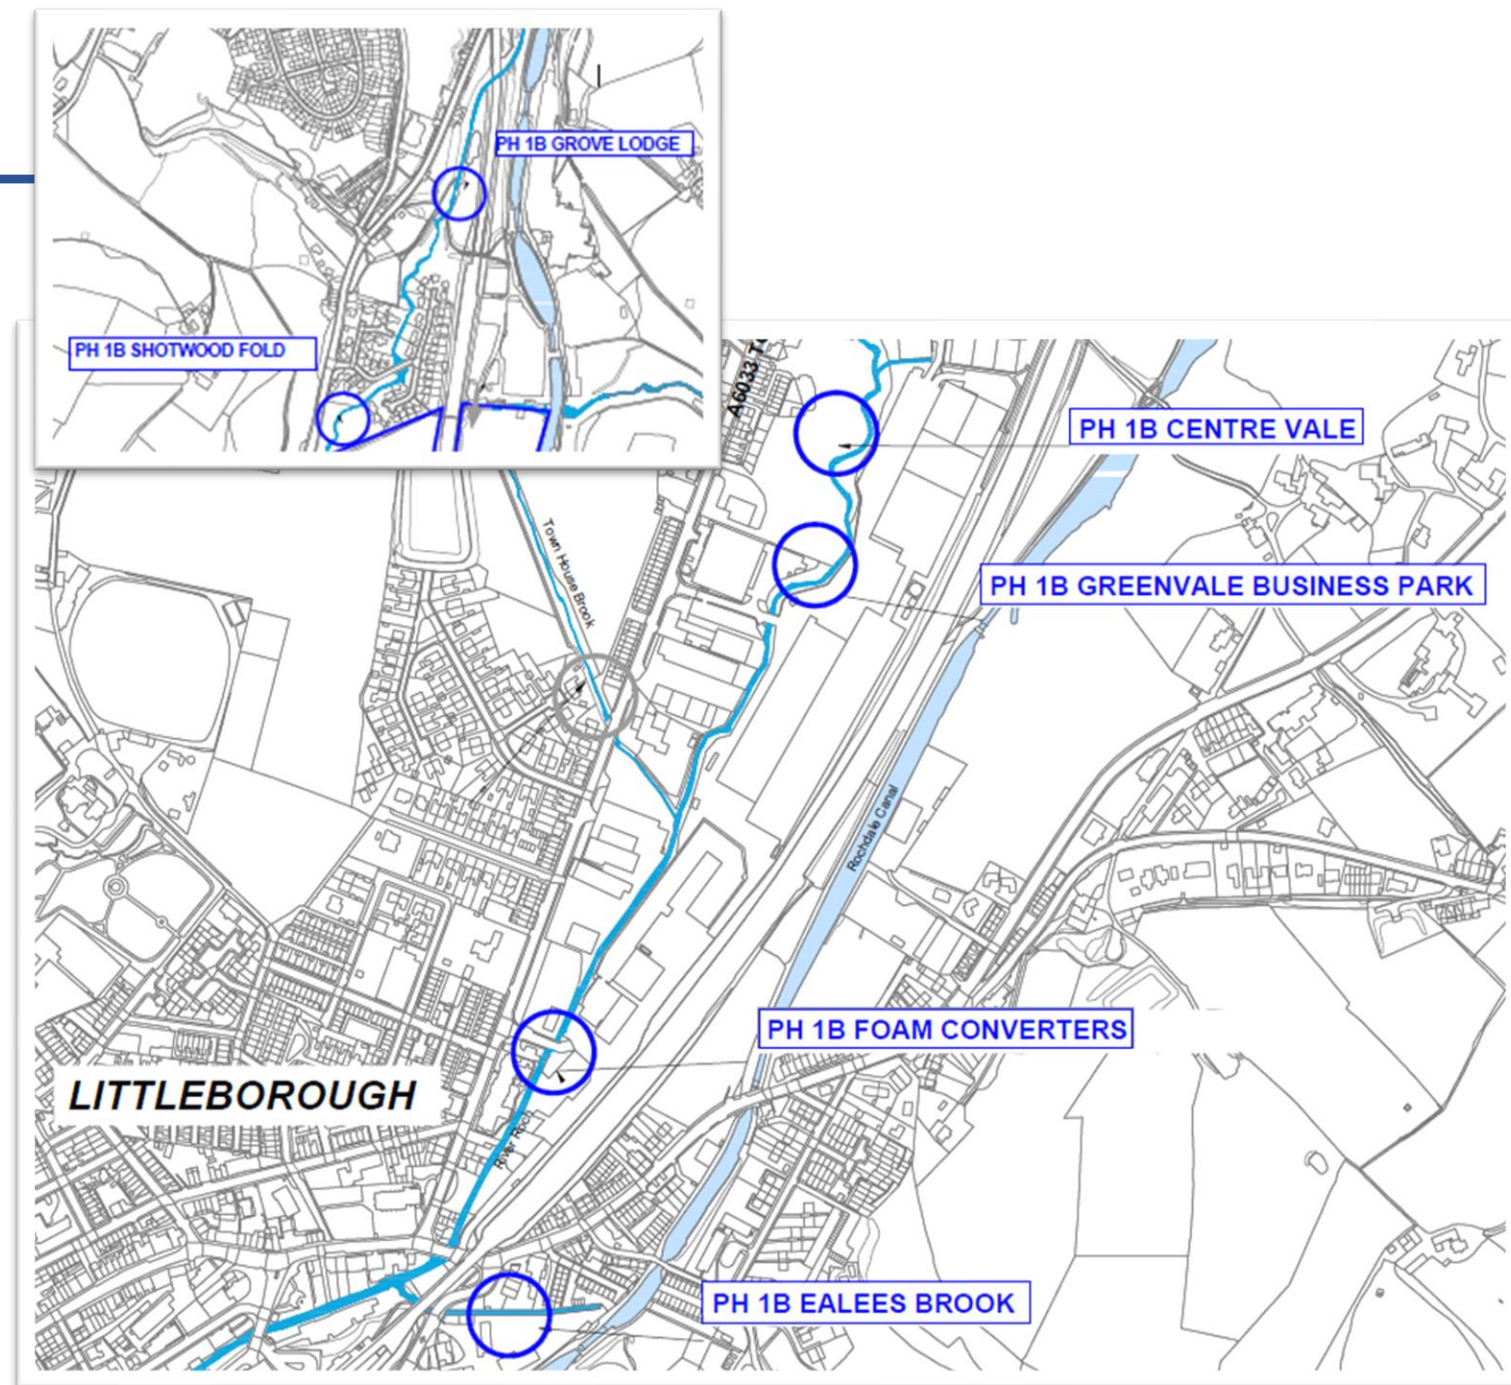 PH 1B GROVE LODGE
PH 1B SHOTWOOD FOLD
A6033
PH 1B CENTRE VALE
Town House Brook
PH 1B GREENVALE BUSINESS PARK
Rochdale Canal
PH 1B FOAM CONVERTERS
LITTLEBOROUGH
River Roch
PH 1B EALEES BROOK